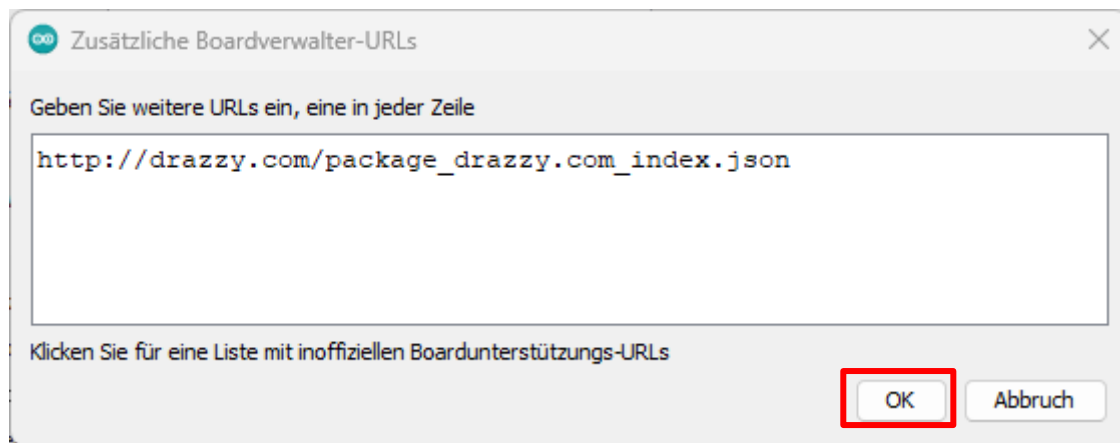 Zusätzliche Boardverwalter-URLs
Geben Sie weitere URLs ein, eine in jeder Zeile
http://drazzy.com/package_drazzy.com_index.json
Klicken Sie für eine Liste mit inoffiziellen Boardunterstützungs-URLs
OK Abbruch